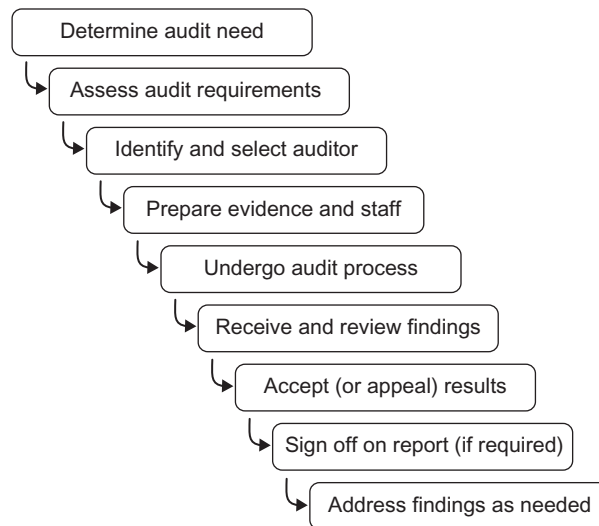 Determine audit need
Assess audit requirements
Identify and select auditor
Prepare evidence and staff
Undergo audit process
Receive and review findings
Accept (or appeal) results
Sign off on report (if required)
Address findings as needed